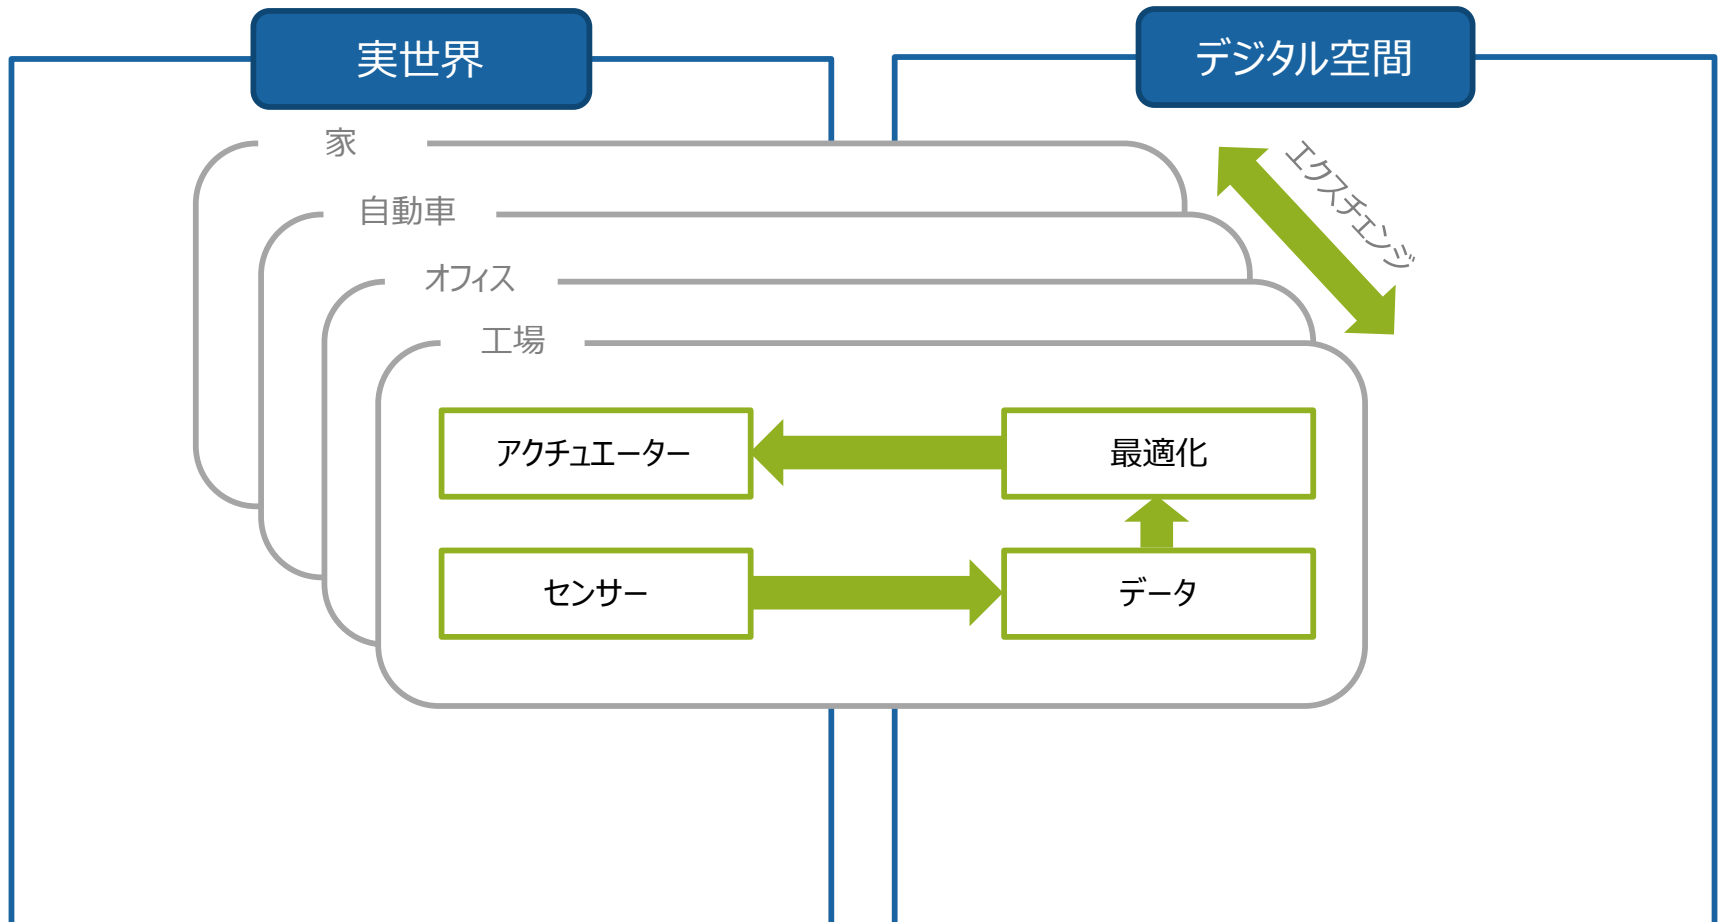 実世界
デジタル空間
家
エクスチェンジ
自動車
オフィス
工場
アクチュエーター
最適化
センサー
データ